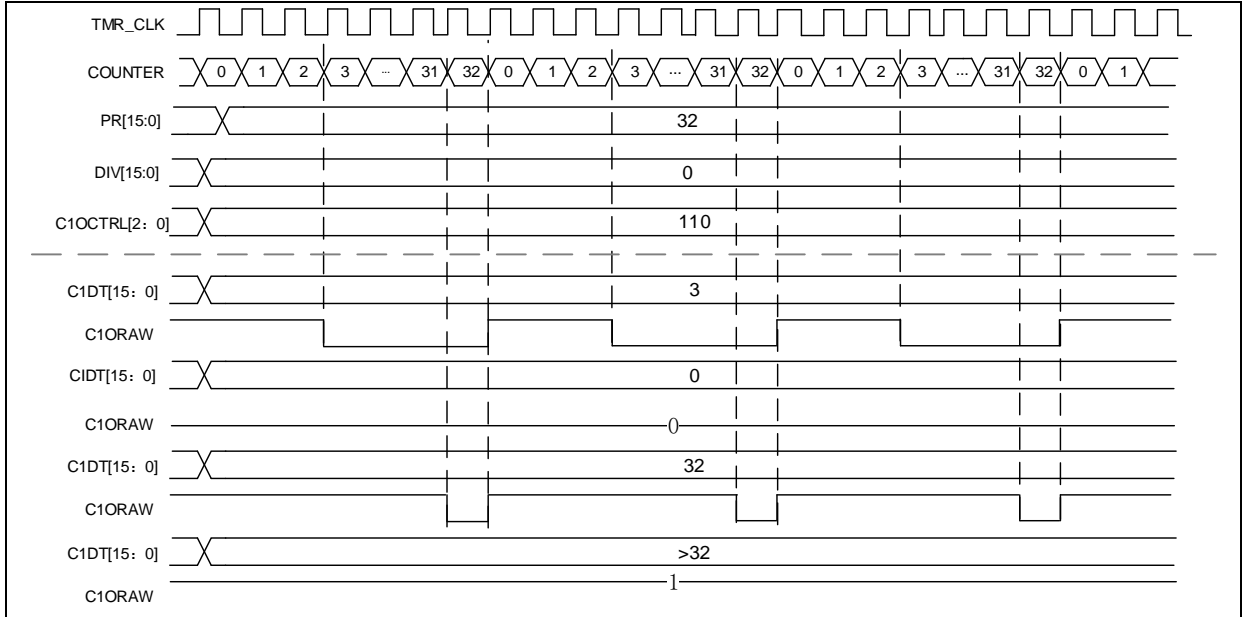 TMR_CLK
COUNTER 0 1 2 3 ... 31 32 0 1 2 3 ... 31 32 0 1 2 3 ... 31 32 0 1
PR[15:0] 32
DIV[15:0] 0
C1OCTRL[2：0] 110
C1DT[15：0] 3
C1ORAW
CIDT[15：0] 0
C1ORAW 0
C1DT[15：0] 32
C1ORAW
C1DT[15：0] >32
C1ORAW 1